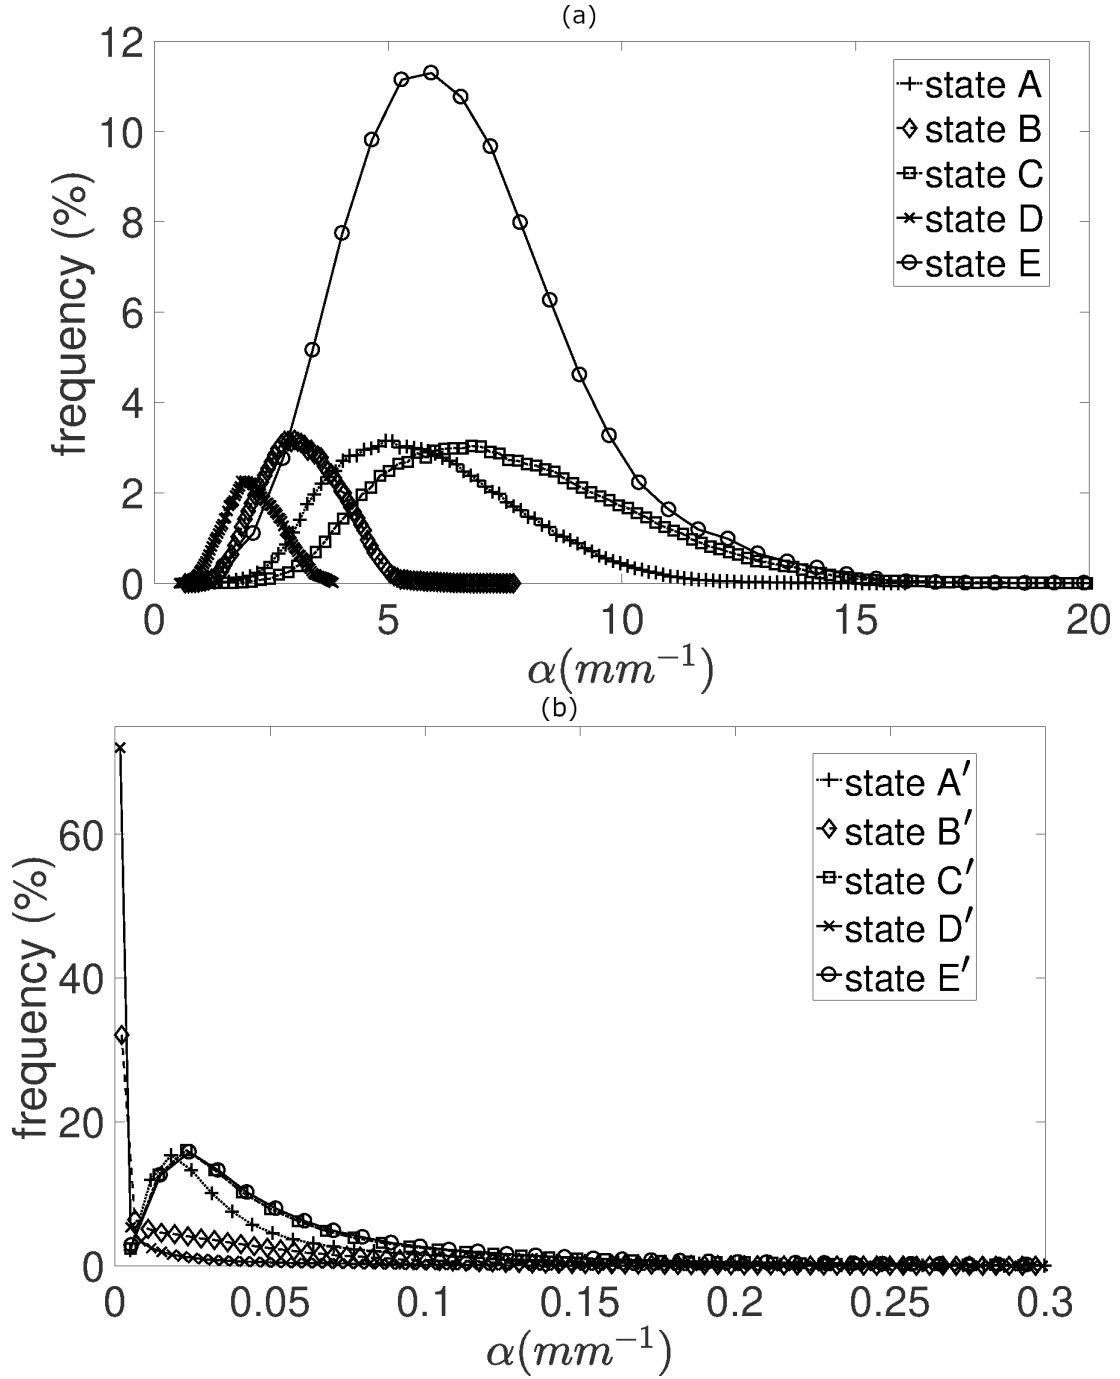 (a)
12
10
8
6
4
2
0
frequency (%)
state A
state B
state C
state D
state E
0 5 10 15 20
α(mm⁻¹)
(b)
60
40
20
0
frequency (%)
state A′
state B′
state C′
state D′
state E′
0 0.05 0.1 0.15 0.2 0.25 0.3
α(mm⁻¹)